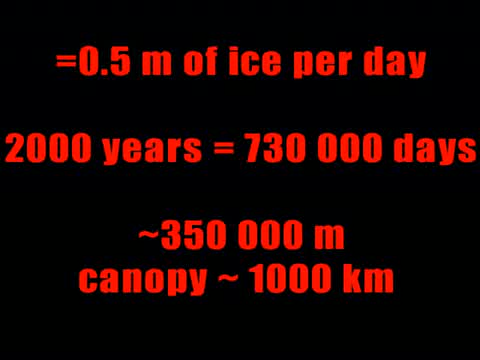 =0.5 m of ice per day
2000 years = 730 000 days
~350 000 m
canopy ~ 1000 km